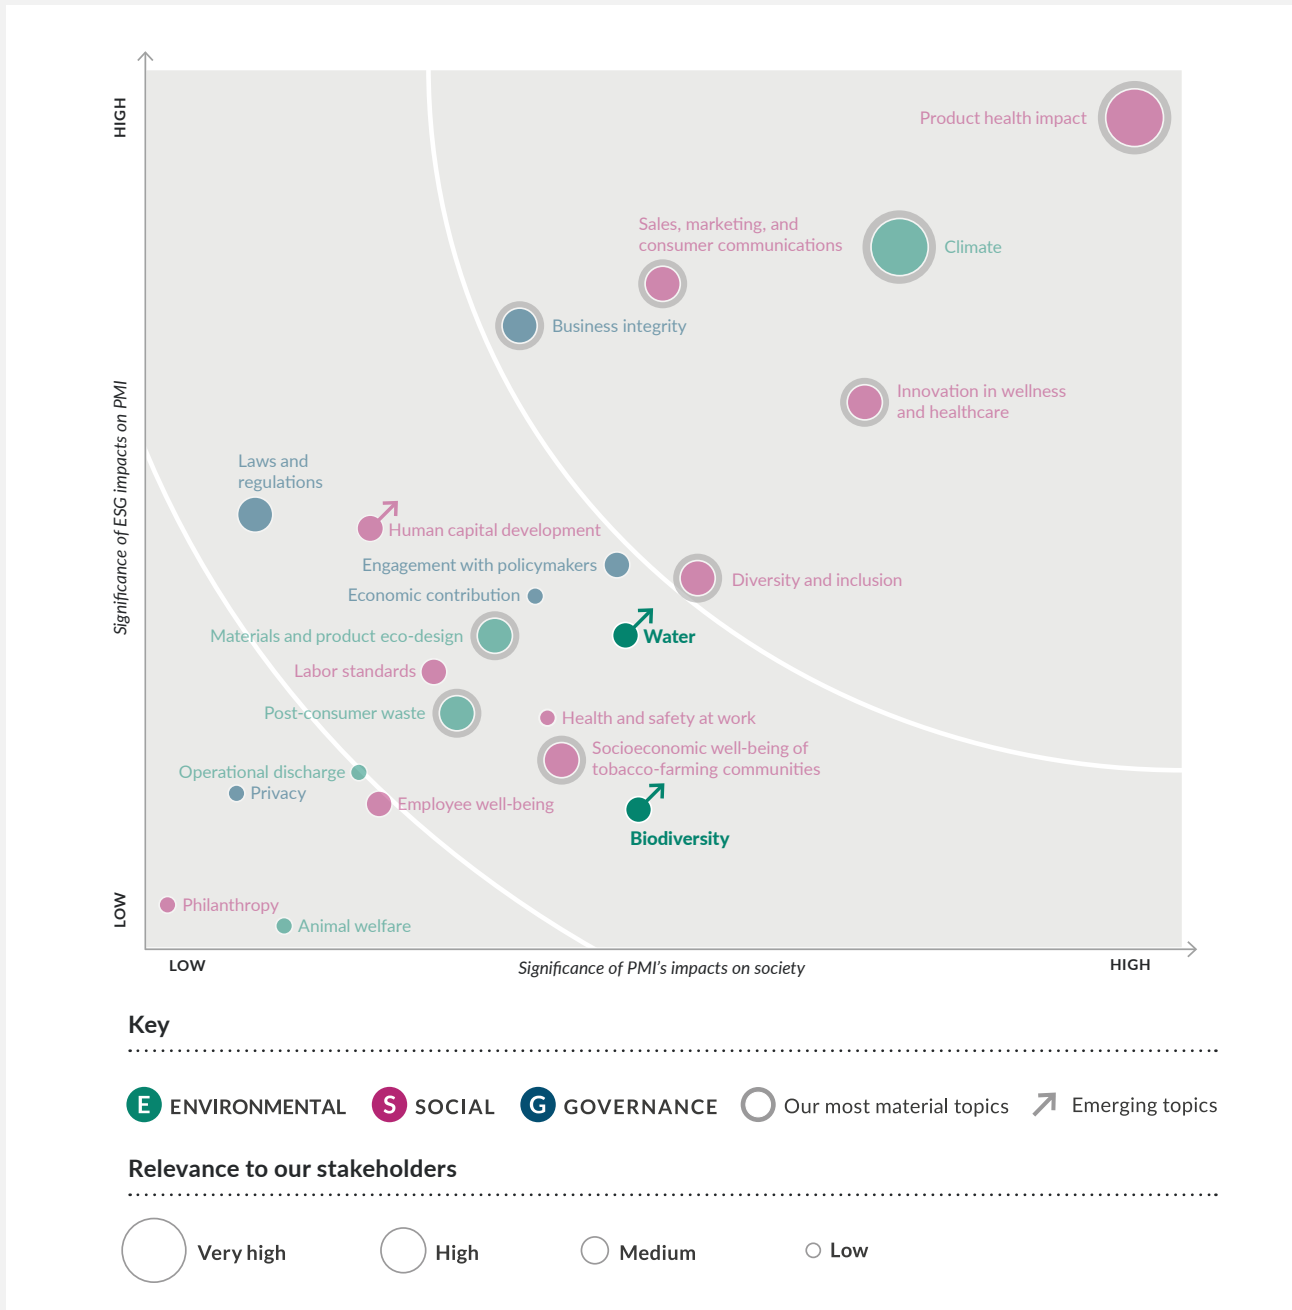 HIGH
Product health impact
Sales, marketing, and
consumer communications
Climate
Business integrity
Significance of ESG impacts on PMI
Innovation in wellness
and healthcare
Laws and
regulations
Human capital development
Engagement with policymakers
Diversity and inclusion
Economic contribution
Materials and product eco-design
Water
Labor standards
Post-consumer waste
Health and safety at work
Socioeconomic well-being of
tobacco-farming communities
Operational discharge
Privacy
Employee well-being
Biodiversity
LOW
Philanthropy
Animal welfare
LOW
Significance of PMI's impacts on society
HIGH
Key
E ENVIRONMENTAL
S SOCIAL
G GOVERNANCE
Our most material topics
Emerging topics
Relevance to our stakeholders
Very high
High
Medium
Low